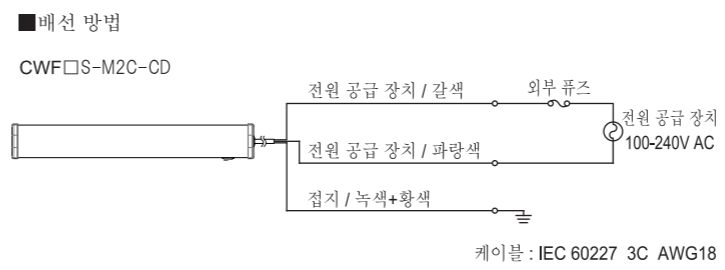 ■배선 방법
CWF□S-M2C-CD
전원 공급 장치 / 갈색
외부 퓨즈
전원 공급 장치
100-240V AC
전원 공급 장치 / 파랑색
접지 / 녹색+황색
케이블 : IEC 60227 3C AWG18